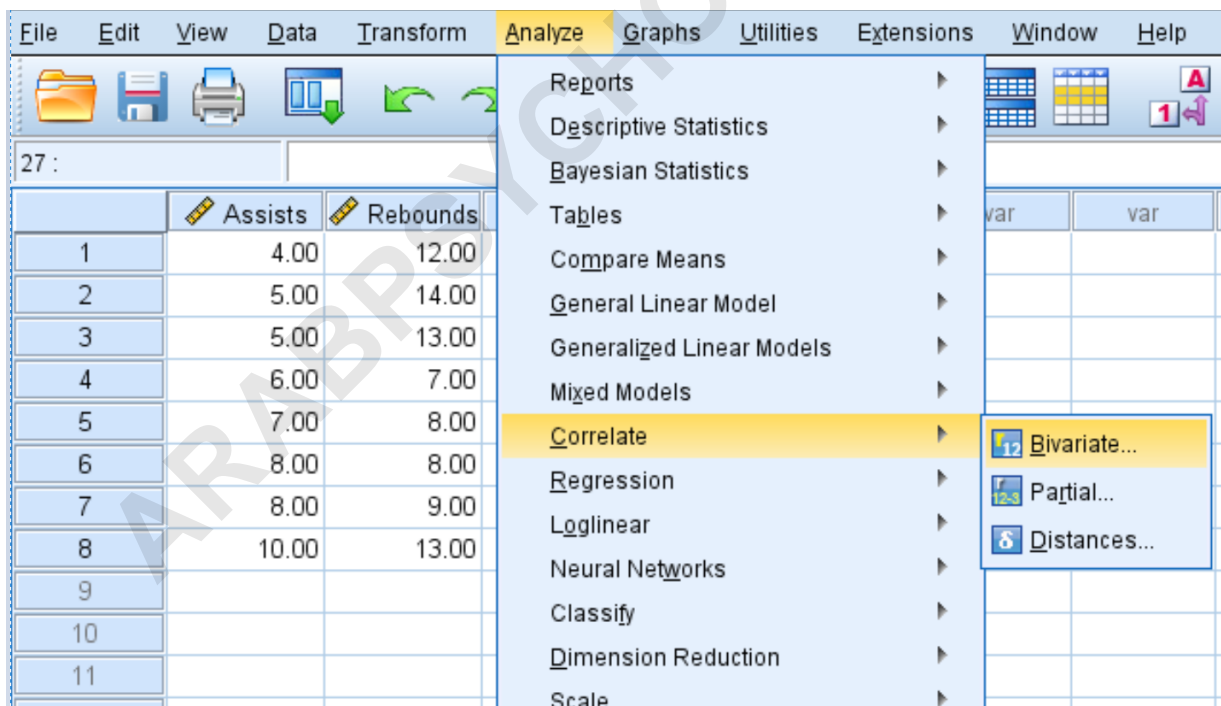 File Edit View Data Transform Analyze Graphs Utilities Extensions Window Help
A
1
27 :
Assists Rebounds var var
1 4.00 12.00
2 5.00 14.00
3 5.00 13.00
4 6.00 7.00
5 7.00 8.00
6 8.00 8.00
7 8.00 9.00
8 10.00 13.00
9
10
11
Reports
Descriptive Statistics
Bayesian Statistics
Tables
Compare Means
General Linear Model
Generalized Linear Models
Mixed Models
Correlate
Regression
Loglinear
Neural Networks
Classify
Dimension Reduction
Scale
r12 Bivariate...
r12-3 Partial...
δ Distances...
ARABPSYCHO